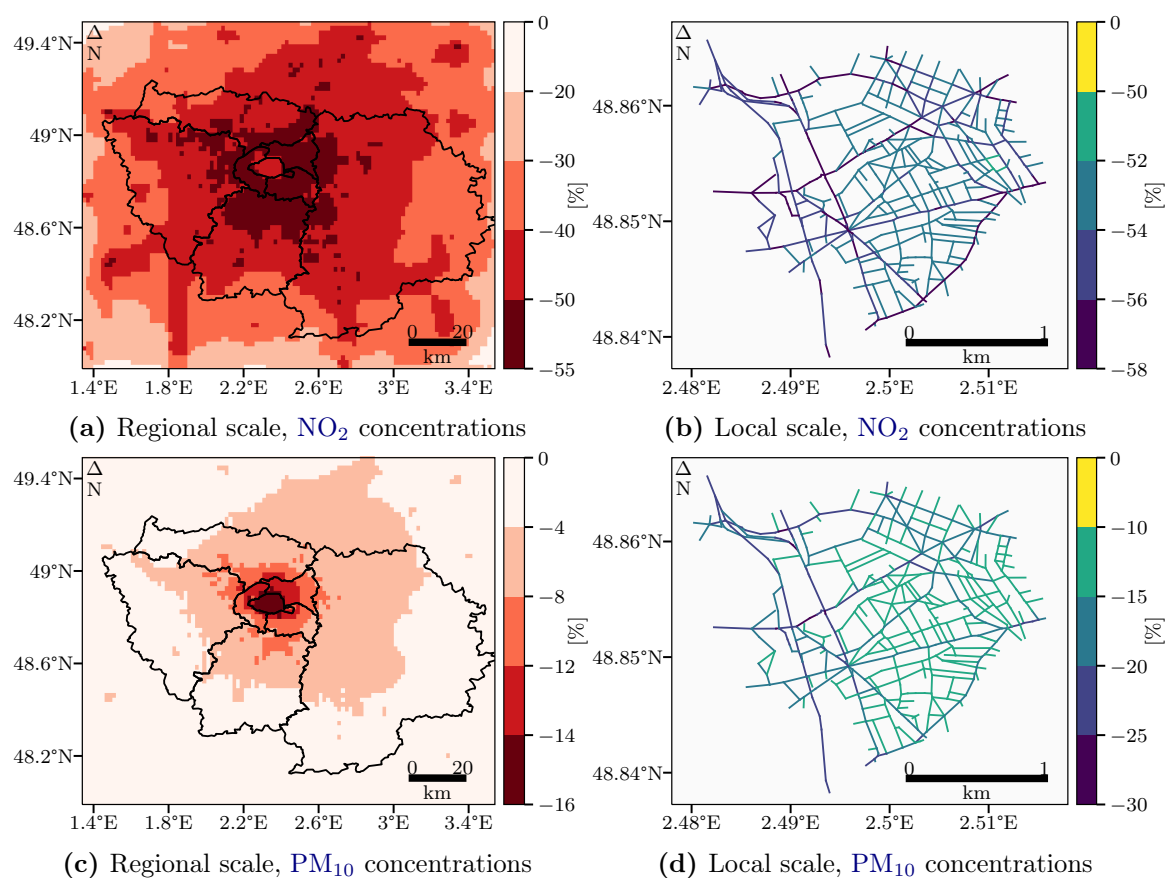 49.4°N
49°N
48.6°N
48.2°N
Δ
N
0 20
km
1.4°E 1.8°E 2.2°E 2.6°E 3°E 3.4°E
0
−20
−30
−40
−50
−55
[%]
(a) Regional scale, NO₂ concentrations
48.86°N
48.85°N
48.84°N
Δ
N
0 1
km
2.48°E 2.49°E 2.5°E 2.51°E
0
−50
−52
−54
−56
−58
[%]
(b) Local scale, NO₂ concentrations
49.4°N
49°N
48.6°N
48.2°N
Δ
N
0 20
km
1.4°E 1.8°E 2.2°E 2.6°E 3°E 3.4°E
0
−4
−8
−12
−14
−16
[%]
(c) Regional scale, PM₁₀ concentrations
48.86°N
48.85°N
48.84°N
Δ
N
0 1
km
2.48°E 2.49°E 2.5°E 2.51°E
0
−10
−15
−20
−25
−30
[%]
(d) Local scale, PM₁₀ concentrations